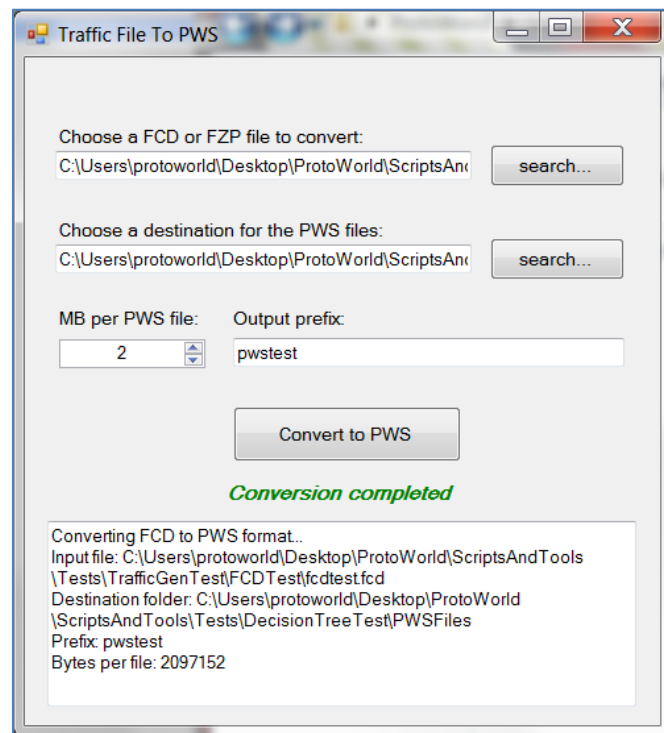 Traffic File To PWS
Choose a FCD or FZP file to convert:
C:\Users\protoworld\Desktop\ProtoWorld\ScriptsAnd
search...
Choose a destination for the PWS files:
C:\Users\protoworld\Desktop\ProtoWorld\ScriptsAnd
search...
MB per PWS file: Output prefix:
2 pwstest
Convert to PWS
Conversion completed
Converting FCD to PWS format...
Input file: C:\Users\protoworld\Desktop\ProtoWorld\ScriptsAndTools
\Tests\TrafficGenTest\FCDTest\fcdtest.fcd
Destination folder: C:\Users\protoworld\Desktop\ProtoWorld
\ScriptsAndTools\Tests\DecisionTreeTest\PWSFiles
Prefix: pwstest
Bytes per file: 2097152